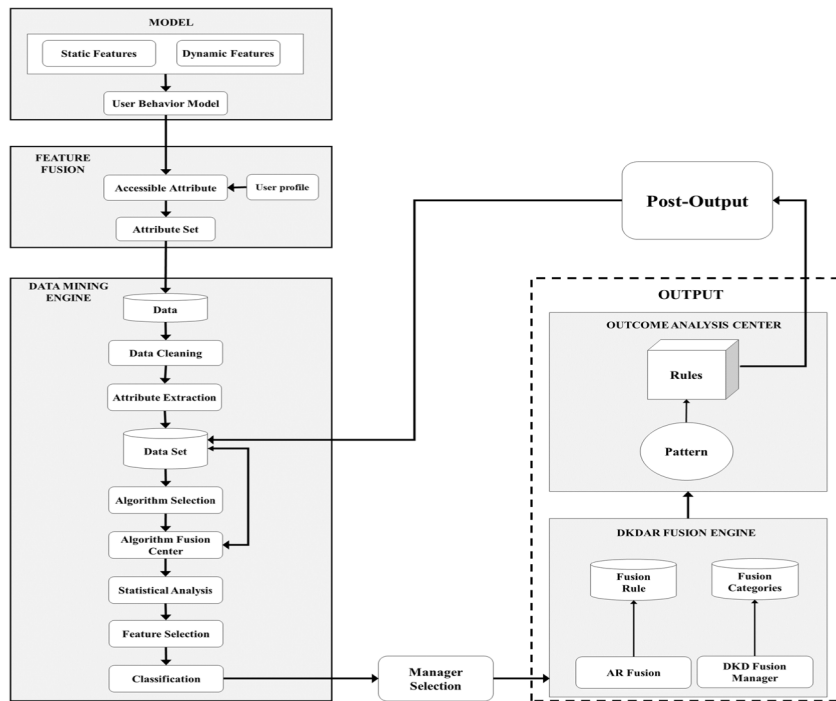 MODEL
Static Features
Dynamic Features
User Behavior Model
FEATURE
FUSION
Accessible Attribute
User profile
Attribute Set
DATA MINING
ENGINE
Data
Data Cleaning
Attribute Extraction
Data Set
Algorithm Selection
Algorithm Fusion
Center
Statistical Analysis
Feature Selection
Classification
Manager
Selection
Post-Output
OUTPUT
OUTCOME ANALYSIS CENTER
Rules
Pattern
DKDAR FUSION ENGINE
Fusion
Rule
Fusion
Categories
AR Fusion
DKD Fusion
Manager